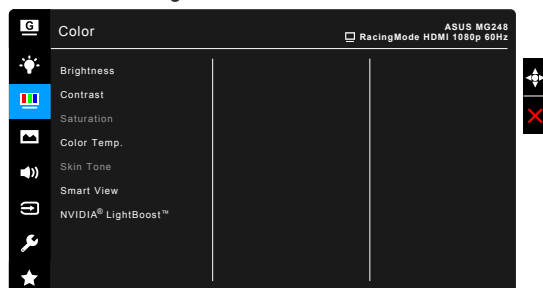 G
Color
ASUS MG248
RacingMode HDMI 1080p 60Hz
Brightness
Contrast
Saturation
Color Temp.
Skin Tone
Smart View
NVIDIA® LightBoost™